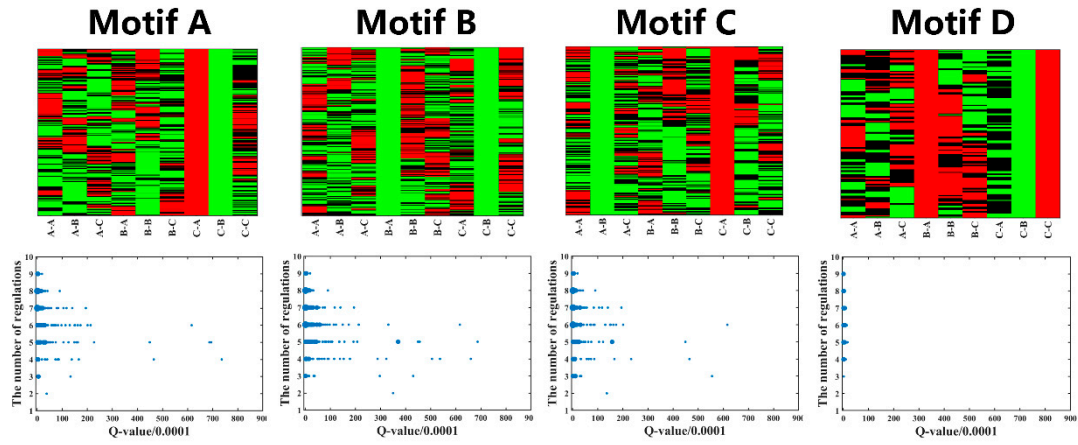 Motif A Motif B Motif C Motif D
A-A A-B A-C B-A B-B B-C C-A C-B C-C
A-A A-B A-C B-A B-B B-C C-A C-B C-C
A-A A-B A-C B-A B-B B-C C-A C-B C-C
A-A A-B A-C B-A B-B B-C C-A C-B C-C
The number of regulations
10
9
8
7
6
5
4
3
2
1
0 100 200 300 400 500 600 700 800 900
Q-value/0.0001
The number of regulations
10
9
8
7
6
5
4
3
2
1
0 100 200 300 400 500 600 700 800 900
Q-value/0.0001
The number of regulations
10
9
8
7
6
5
4
3
2
1
0 100 200 300 400 500 600 700 800 900
Q-value/0.0001
The number of regulations
10
9
8
7
6
5
4
3
2
1
0 100 200 300 400 500 600 700 800 90
Q-value/0.0001